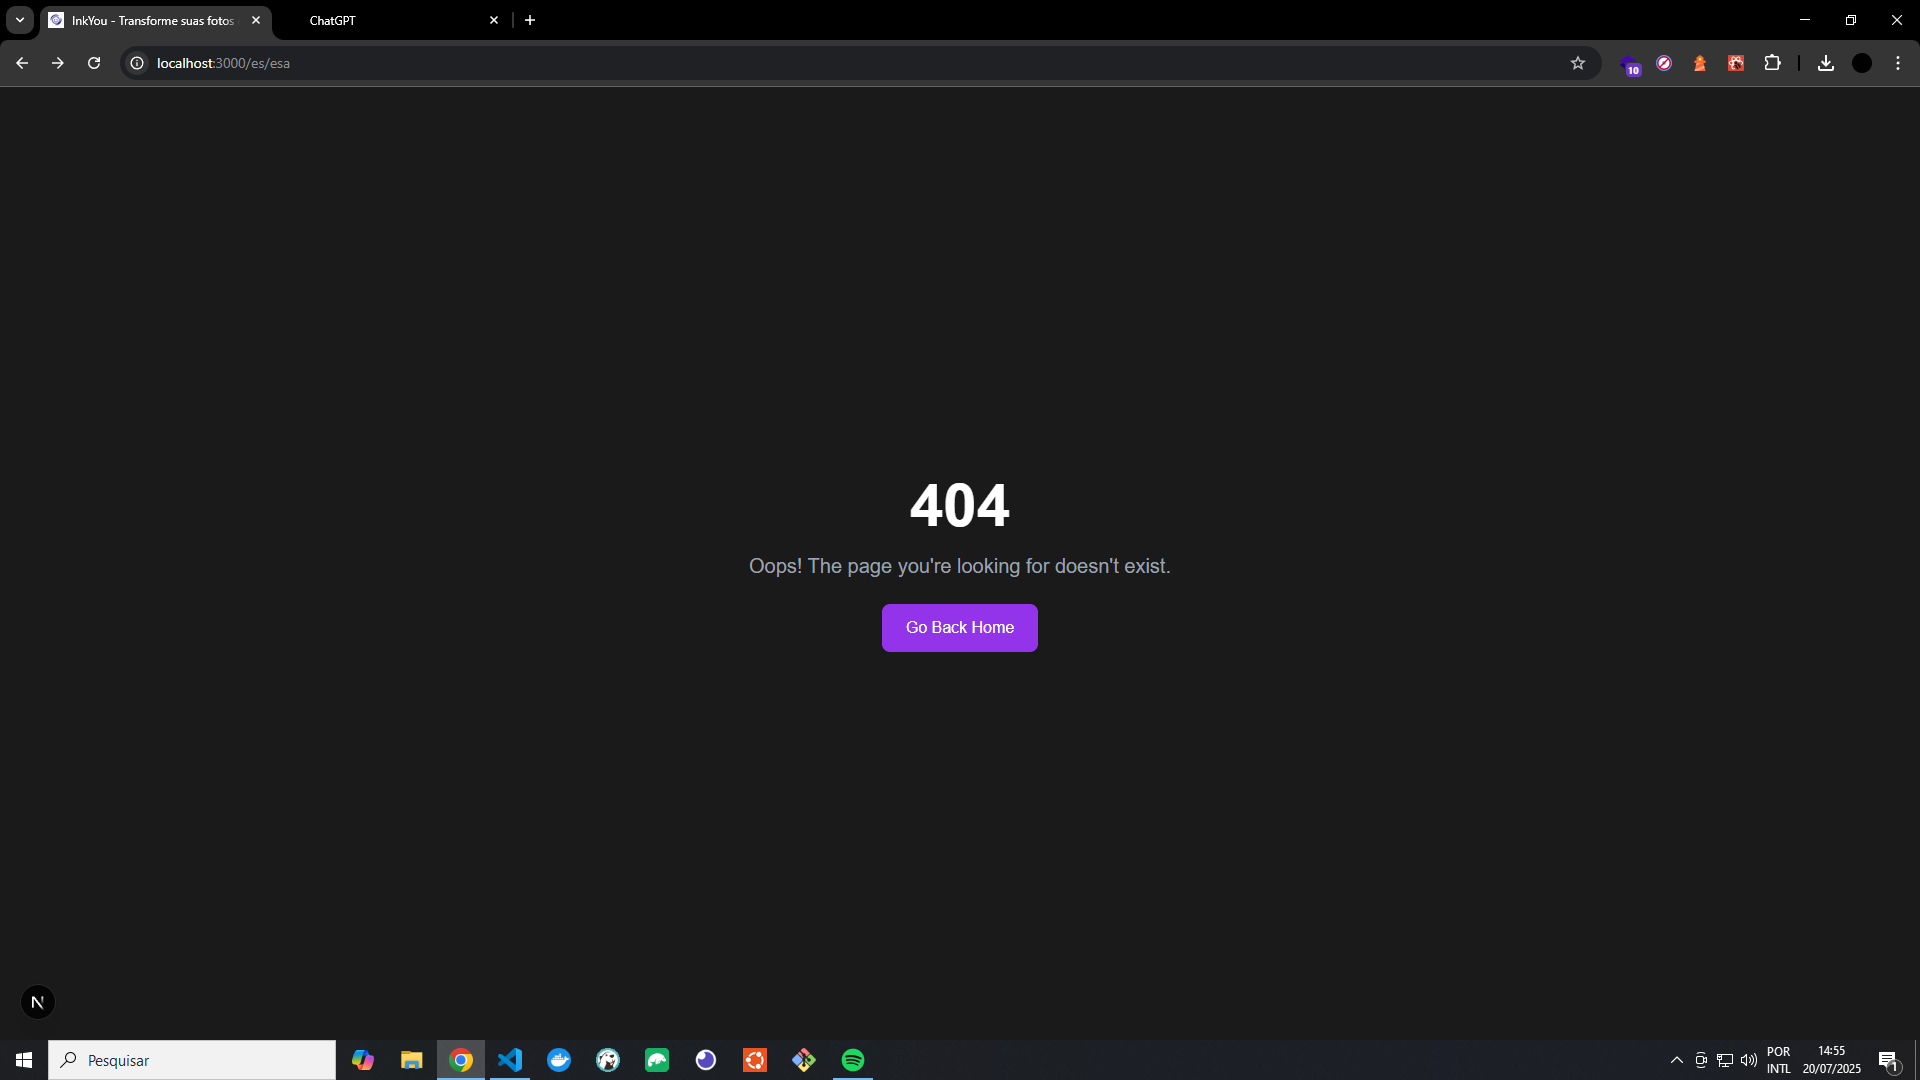 InkYou - Transforme suas fotos
ChatGPT
localhost:3000/es/esa
10
404
Oops! The page you're looking for doesn't exist.
Go Back Home
N
Pesquisar
POR
INTL
14:55
20/07/2025
1